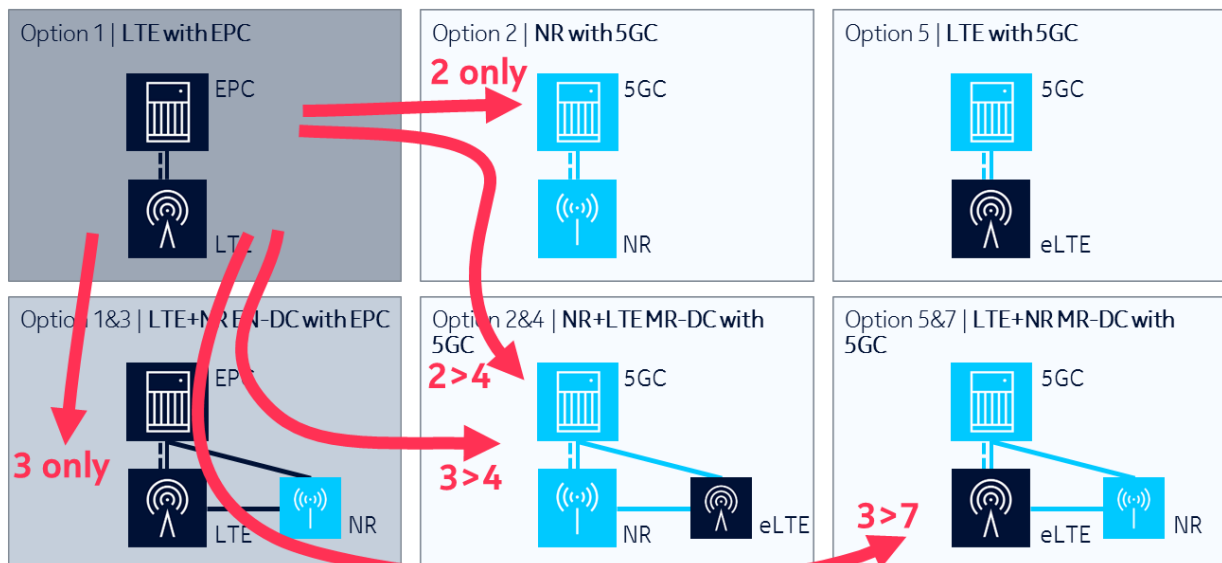 Option 1 | LTE with EPC
EPC
LTE
Option 2 | NR with 5GC
2 only
5GC
NR
Option 5 | LTE with 5GC
5GC
eLTE
Option 1&3 | LTE+NR EN-DC with EPC
EPC
3 only
LTE
NR
Option 2&4 | NR+LTE MR-DC with
5GC
2>4
5GC
3>4
NR
eLTE
Option 5&7 | LTE+NR MR-DC with
5GC
5GC
3>7
eLTE
NR